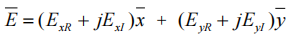 E̅ = (E_xR + jE_xI)x̅ + (E_yR + jE_yI)y̅